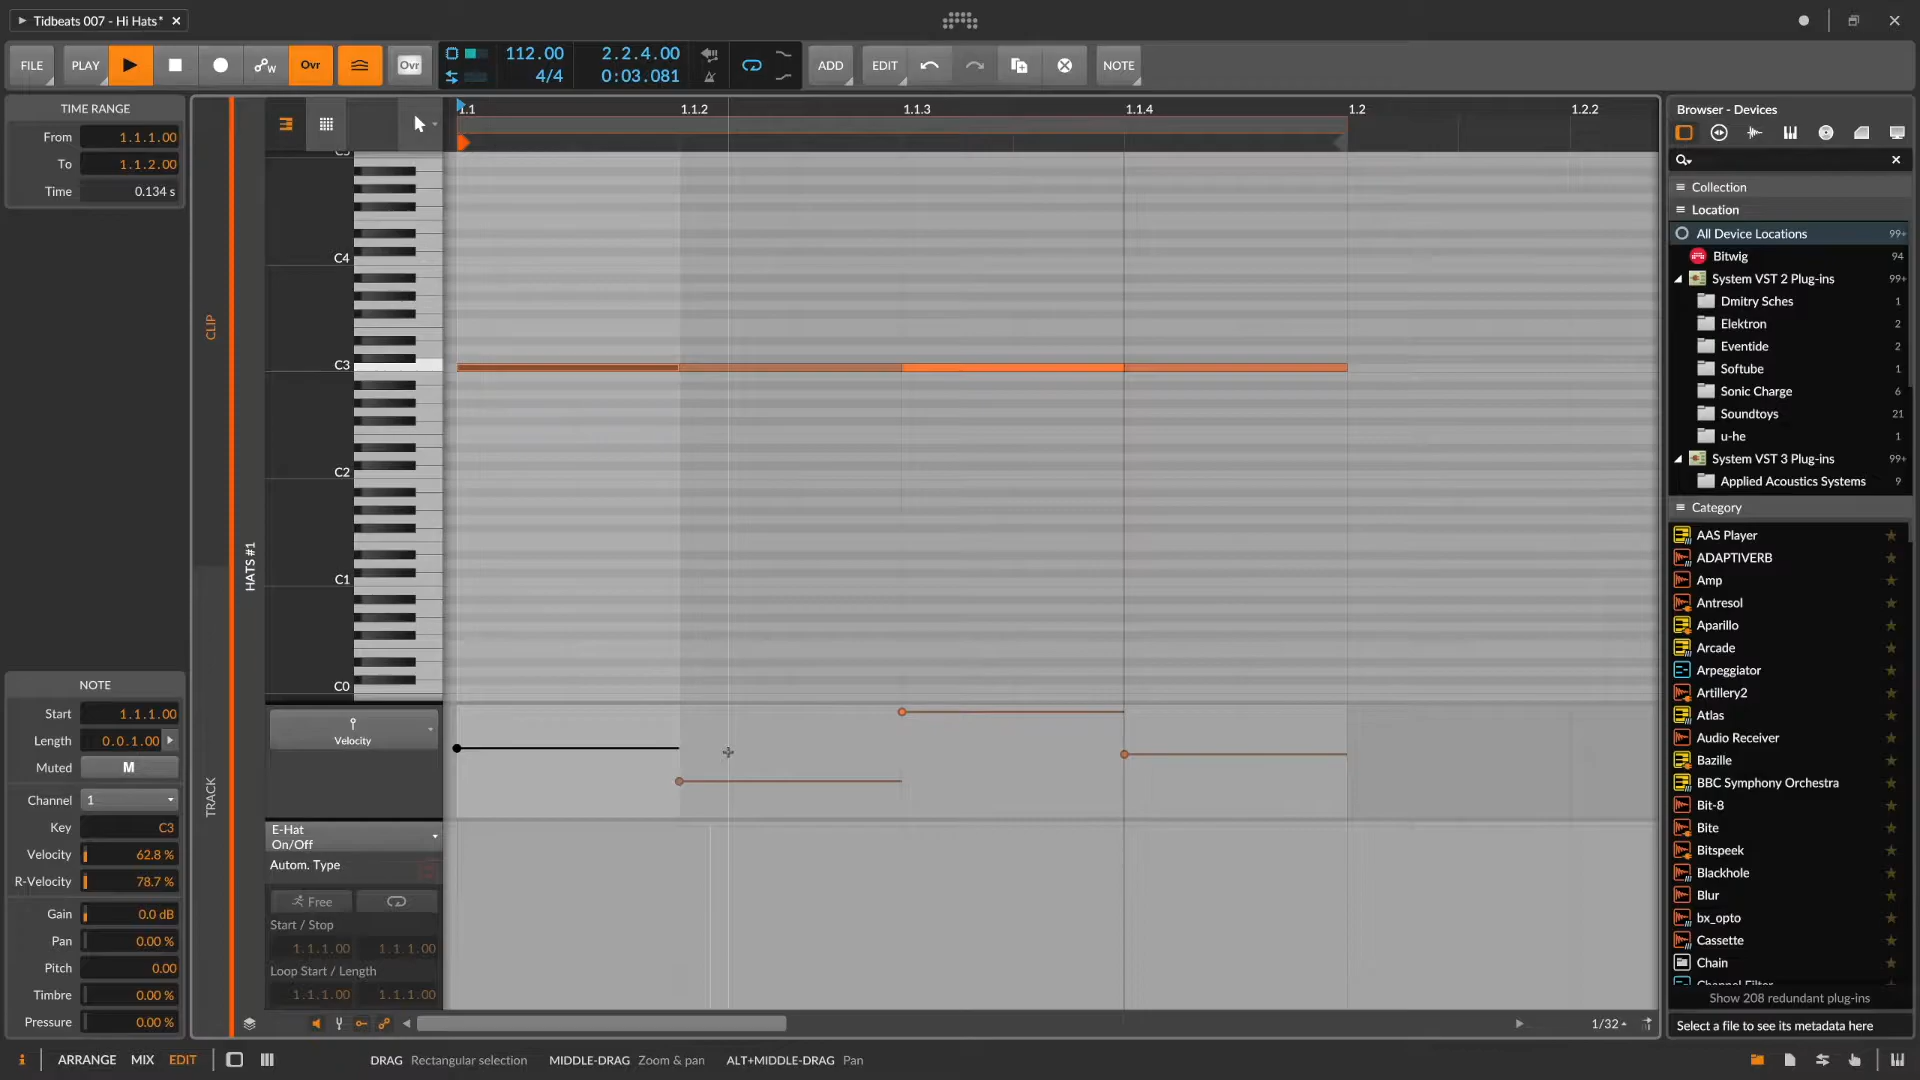 Tidbeats 007 - Hi Hats*
FILE
PLAY
Ovr
Ovr
112.00
4/4
2.2.4.00
0:03.081
ADD
EDIT
NOTE
TIME RANGE
From 1.1.1.00
To 1.1.2.00
Time 0.134 s
1.1
1.1.2
1.1.3
1.1.4
1.2
1.2.2
C4
C3
C2
C1
C0
CLIP
TRACK
HATS #1
NOTE
Start 1.1.1.00
Length 0.0.1.00
Muted M
Channel 1
Key C3
Velocity 62.8 %
R-Velocity 78.7 %
Gain 0.0 dB
Pan 0.00 %
Pitch 0.00
Timbre 0.00 %
Pressure 0.00 %
Velocity
E-Hat
On/Off
Autom. Type
Free
Start / Stop
1.1.1.00 1.1.1.00
Loop Start / Length
1.1.1.00 1.1.1.00
1/32
Browser - Devices
Collection
Location
All Device Locations 99+
Bitwig 94
System VST 2 Plug-ins 99+
Dmitry Sches 1
Elektron 2
Eventide 2
Softube 1
Sonic Charge 6
Soundtoys 21
u-he 1
System VST 3 Plug-ins 99+
Applied Acoustics Systems 9
Category
AAS Player
ADAPTIVERB
Amp
Antresol
Aparillo
Arcade
Arpeggiator
Artillery2
Atlas
Audio Receiver
Bazille
BBC Symphony Orchestra
Bit-8
Bite
Bitspeek
Blackhole
Blur
bx_opto
Cassette
Chain
Channel Filter
Show 208 redundant plug-ins
Select a file to see its metadata here
i
ARRANGE MIX EDIT
DRAG Rectangular selection MIDDLE-DRAG Zoom & pan ALT+MIDDLE-DRAG Pan